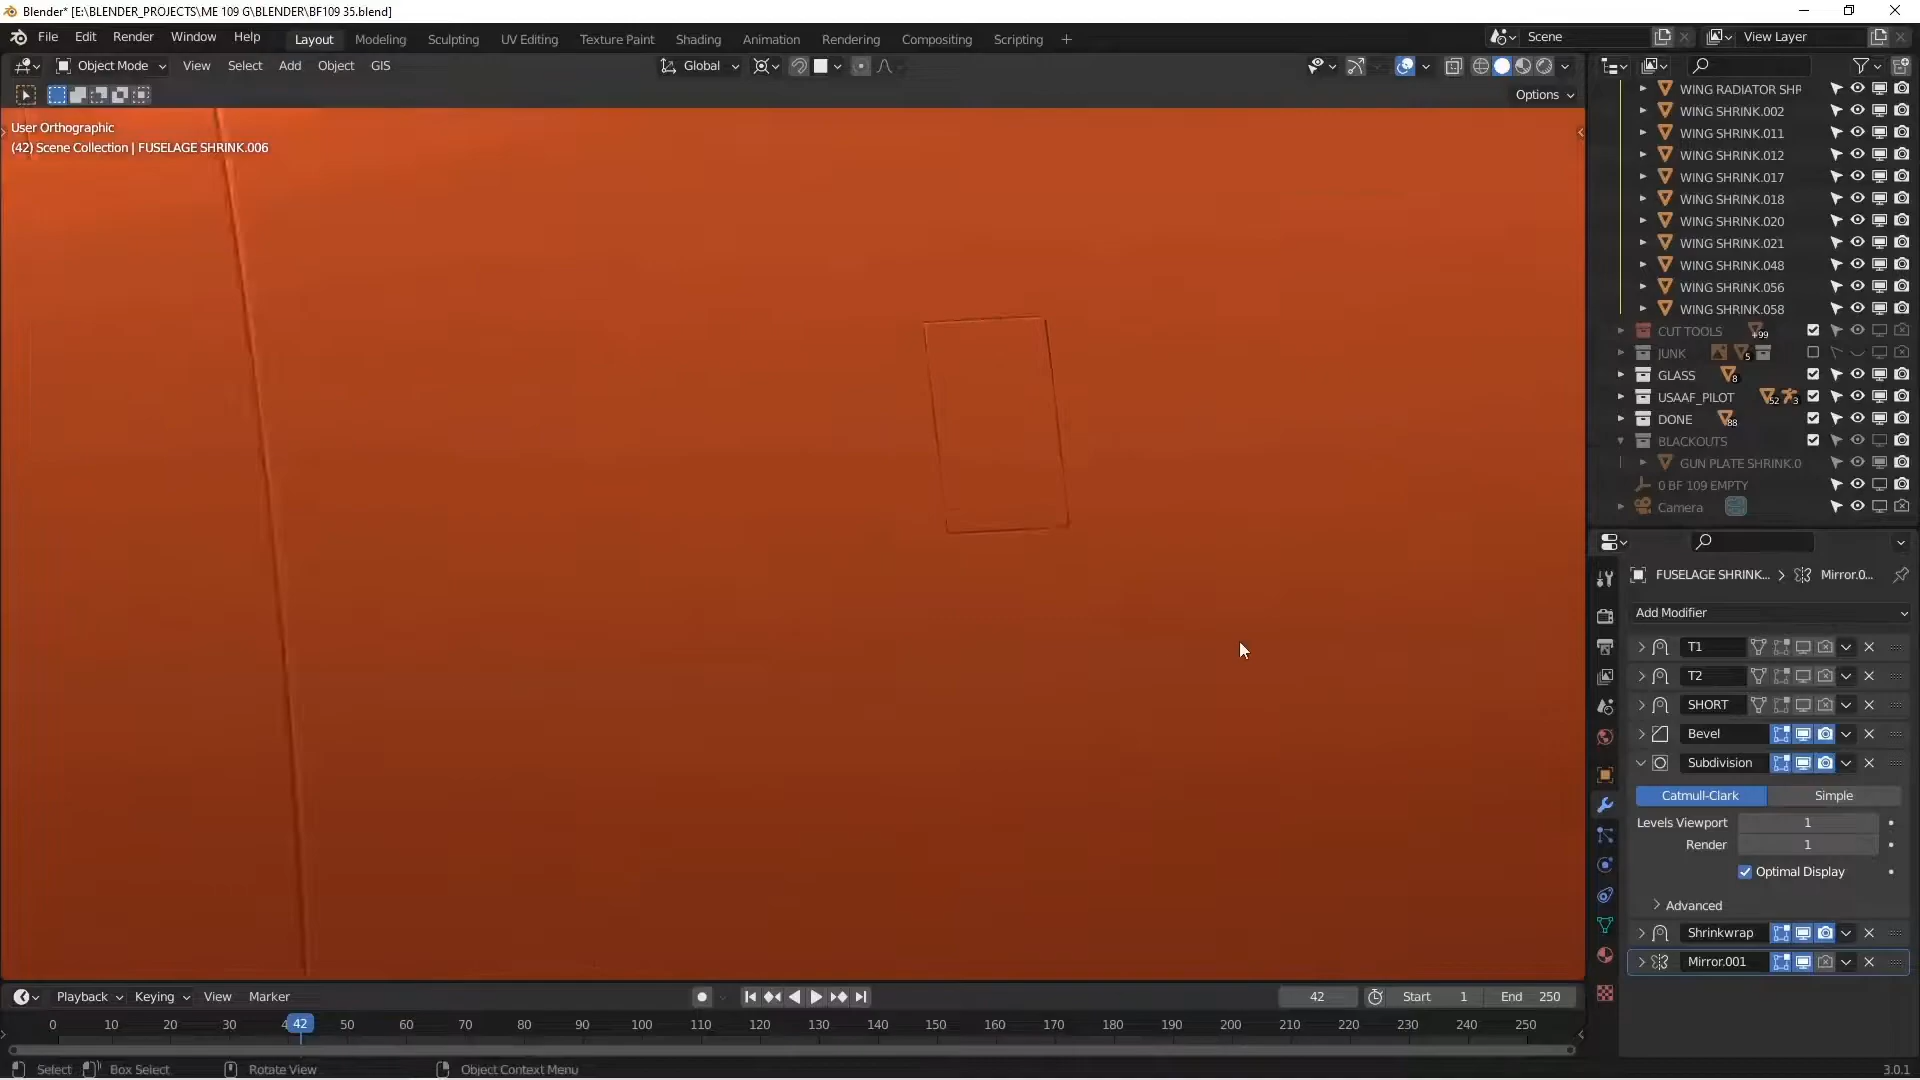 Blender* [E:\BLENDER_PROJECTS\ME 109 G\BLENDER\BF109 35.blend]
File Edit Render Window Help Layout Modeling Sculpting UV Editing Texture Paint Shading Animation Rendering Compositing Scripting + Scene View Layer
Object Mode View Select Add Object GIS Global
Options
User Orthographic
(42) Scene Collection | FUSELAGE SHRINK.006
WING RADIATOR SHR
WING SHRINK.002
WING SHRINK.011
WING SHRINK.012
WING SHRINK.017
WING SHRINK.018
WING SHRINK.020
WING SHRINK.021
WING SHRINK.048
WING SHRINK.056
WING SHRINK.058
CUT TOOLS +99
JUNK 5
GLASS 8
USAAF_PILOT 52 3
DONE 88
BLACKOUTS
GUN PLATE SHRINK.0
0 BF 109 EMPTY
Camera
FUSELAGE SHRINK... > Mirror.0...
Add Modifier
T1
T2
SHORT
Bevel
Subdivision
Catmull-Clark Simple
Levels Viewport 1
Render 1
Optimal Display
Advanced
Shrinkwrap
Mirror.001
Playback Keying View Marker 42 Start 1 End 250
0 10 20 30 4 42 50 60 70 80 90 100 110 120 130 140 150 160 170 180 190 200 210 220 230 240 250
Select Box Select Rotate View Object Context Menu 3.0.1